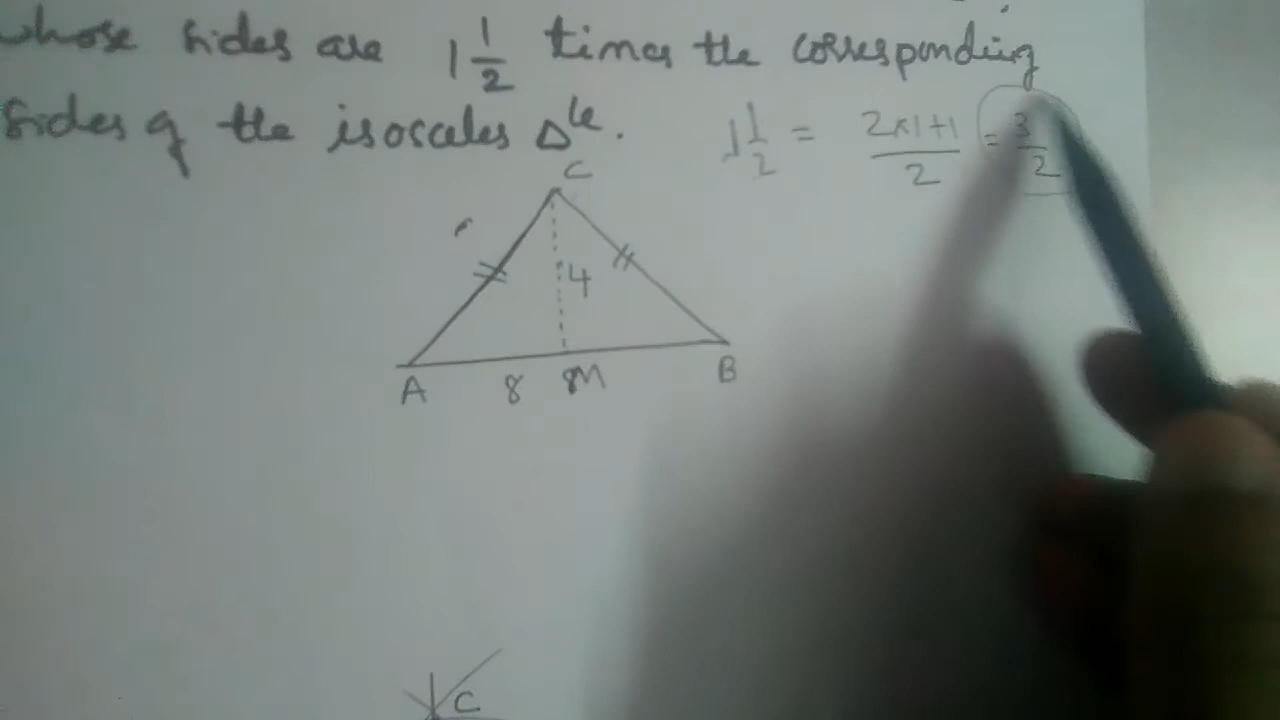 whose sides are 1 1/2 times the corresponding
sides of the isosceles Δle.
1 1/2 = 2×1+1/2 = 3/2
C
4
A 8 M B
C